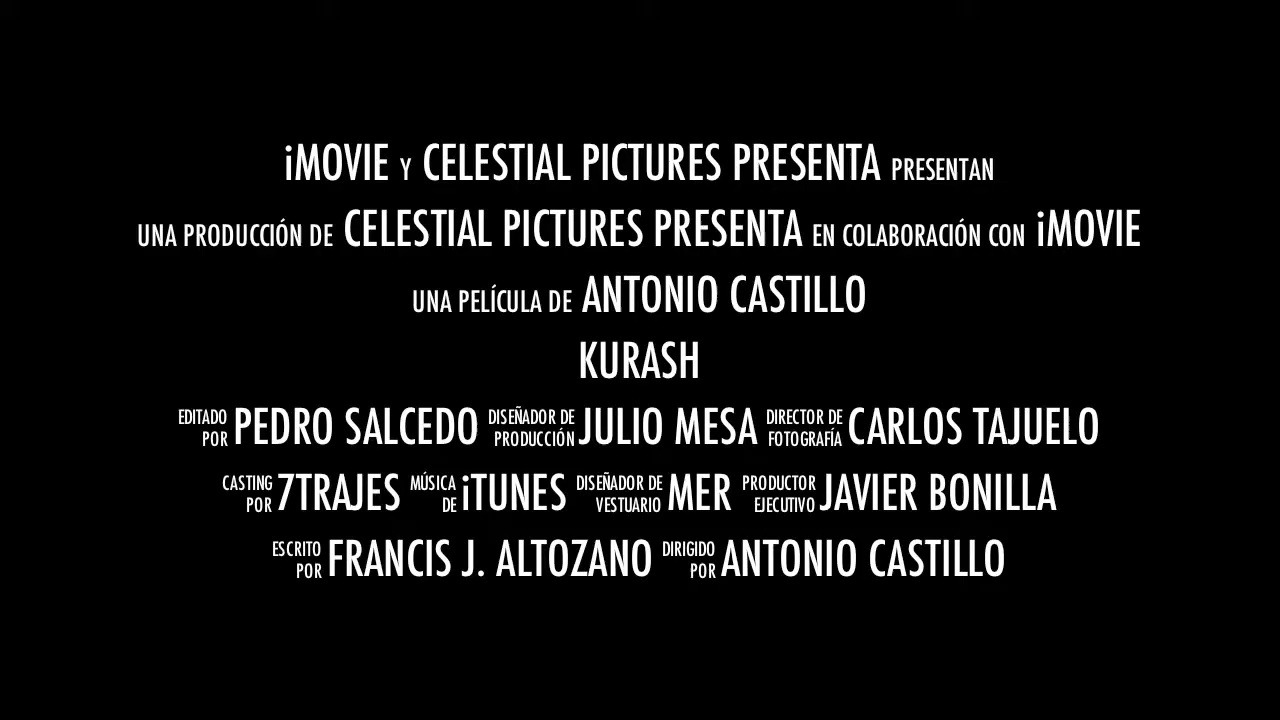 iMOVIE Y CELESTIAL PICTURES PRESENTA PRESENTAN
UNA PRODUCCIÓN DE CELESTIAL PICTURES PRESENTA EN COLABORACIÓN CON iMOVIE
UNA PELÍCULA DE ANTONIO CASTILLO
KURASH
EDITADO POR PEDRO SALCEDO DISEÑADOR DE PRODUCCIÓN JULIO MESA DIRECTOR DE FOTOGRAFÍA CARLOS TAJUELO
CASTING POR 7TRAJES MÚSICA DE iTUNES DISEÑADOR DE VESTUARIO MER PRODUCTOR EJECUTIVO JAVIER BONILLA
ESCRITO POR FRANCIS J. ALTOZANO DIRIGIDO POR ANTONIO CASTILLO